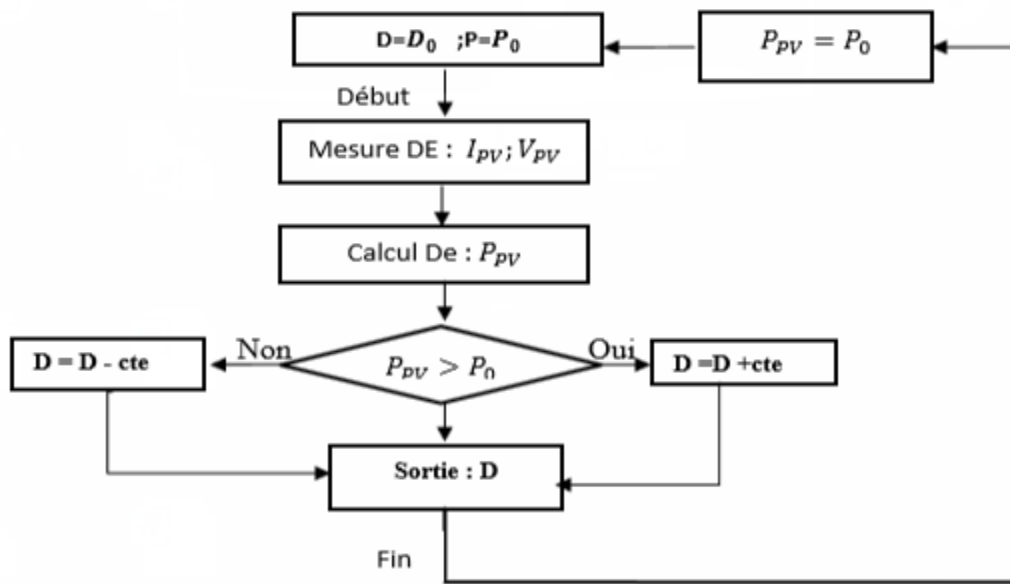 D=D₀ ;P=P₀
P_PV = P₀
Début
Mesure DE : I_PV; V_PV
Calcul De : P_PV
Non
Oui
D = D - cte
P_PV > P₀
D =D +cte
Sortie : D
Fin